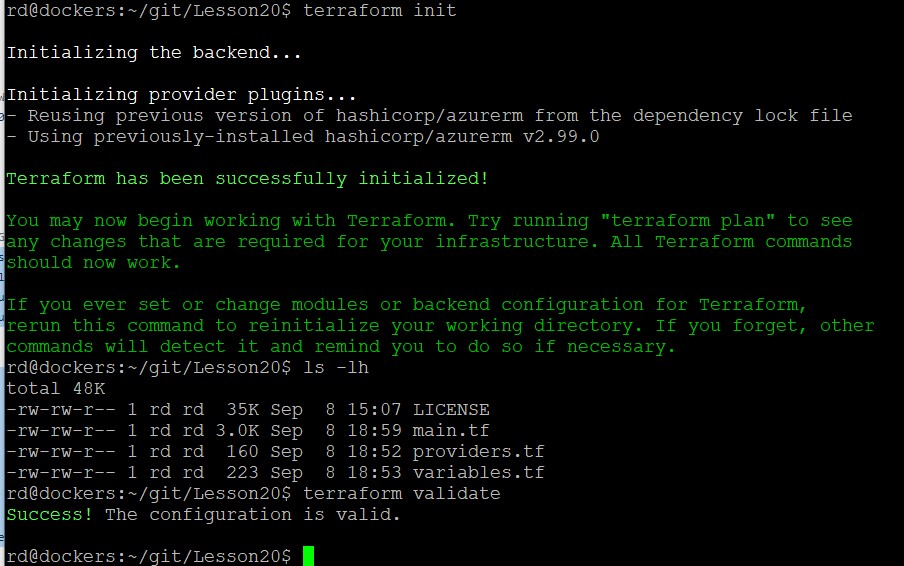 rd@dockers:~/git/Lesson20$ terraform init
Initializing the backend...
Initializing provider plugins...
- Reusing previous version of hashicorp/azurerm from the dependency lock file
- Using previously-installed hashicorp/azurerm v2.99.0
Terraform has been successfully initialized!
You may now begin working with Terraform. Try running "terraform plan" to see
any changes that are required for your infrastructure. All Terraform commands
should now work.
If you ever set or change modules or backend configuration for Terraform,
rerun this command to reinitialize your working directory. If you forget, other
commands will detect it and remind you to do so if necessary.
rd@dockers:~/git/Lesson20$ ls -lh
total 48K
-rw-rw-r-- 1 rd rd  35K Sep  8 15:07 LICENSE
-rw-rw-r-- 1 rd rd 3.0K Sep  8 18:59 main.tf
-rw-rw-r-- 1 rd rd  160 Sep  8 18:52 providers.tf
-rw-rw-r-- 1 rd rd  223 Sep  8 18:53 variables.tf
rd@dockers:~/git/Lesson20$ terraform validate
Success! The configuration is valid.
rd@dockers:~/git/Lesson20$